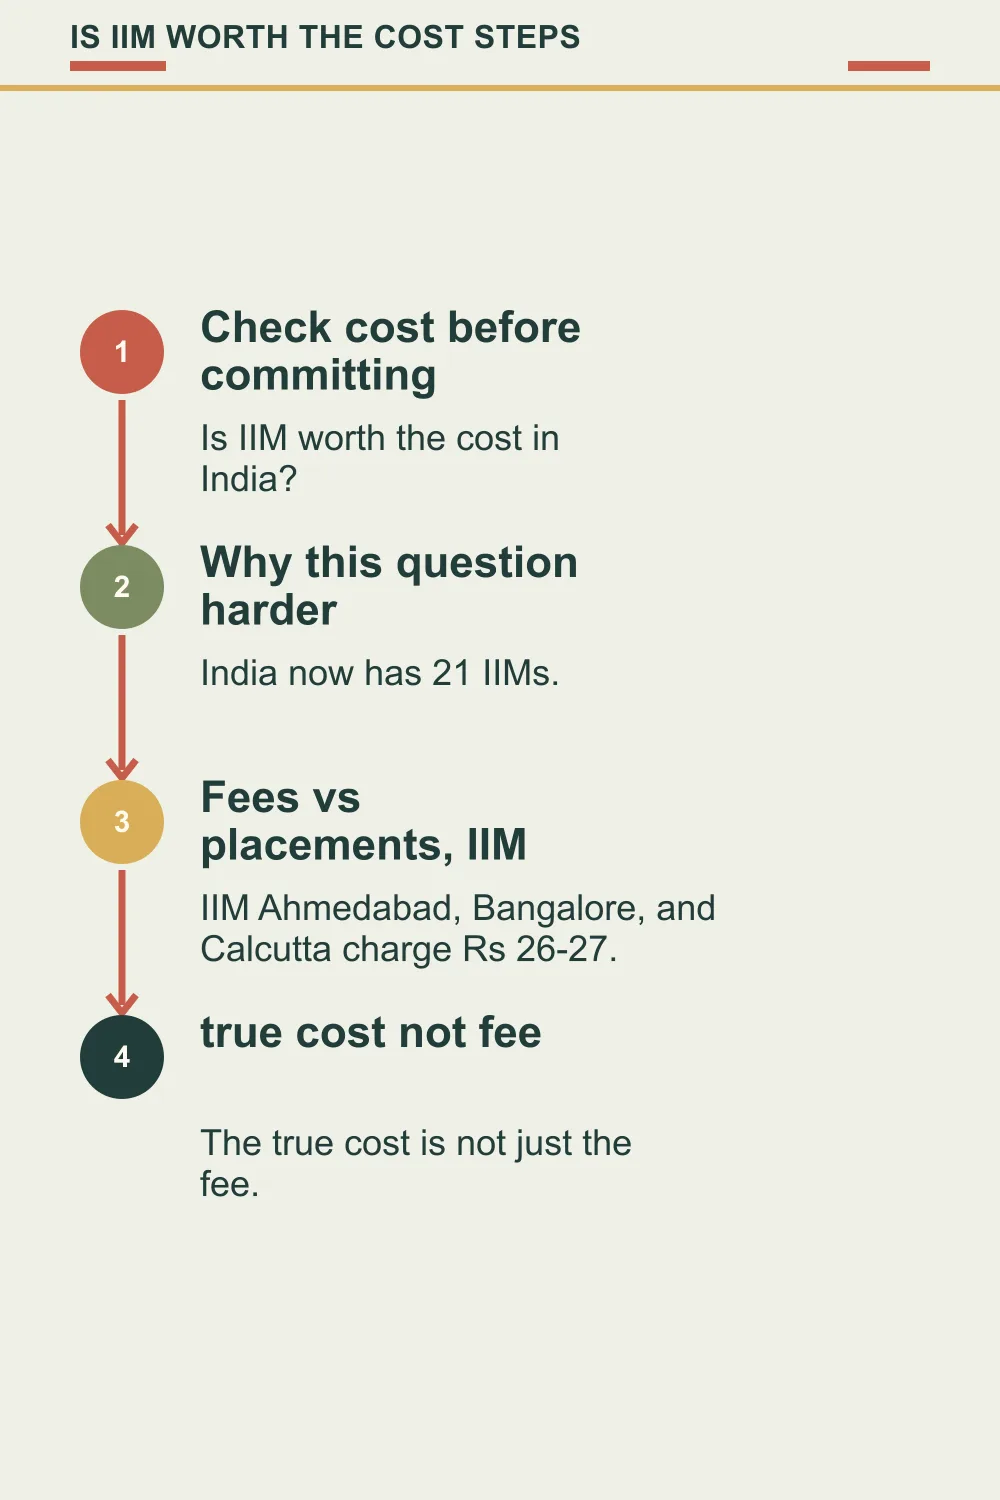 IS IIM WORTH THE COST STEPS
1
Check cost before
committing
Is IIM worth the cost in
India?
2
Why this question
harder
India now has 21 IIMs.
3
Fees vs
placements, IIM
IIM Ahmedabad, Bangalore, and
Calcutta charge Rs 26-27.
4
true cost not fee
The true cost is not just the
fee.